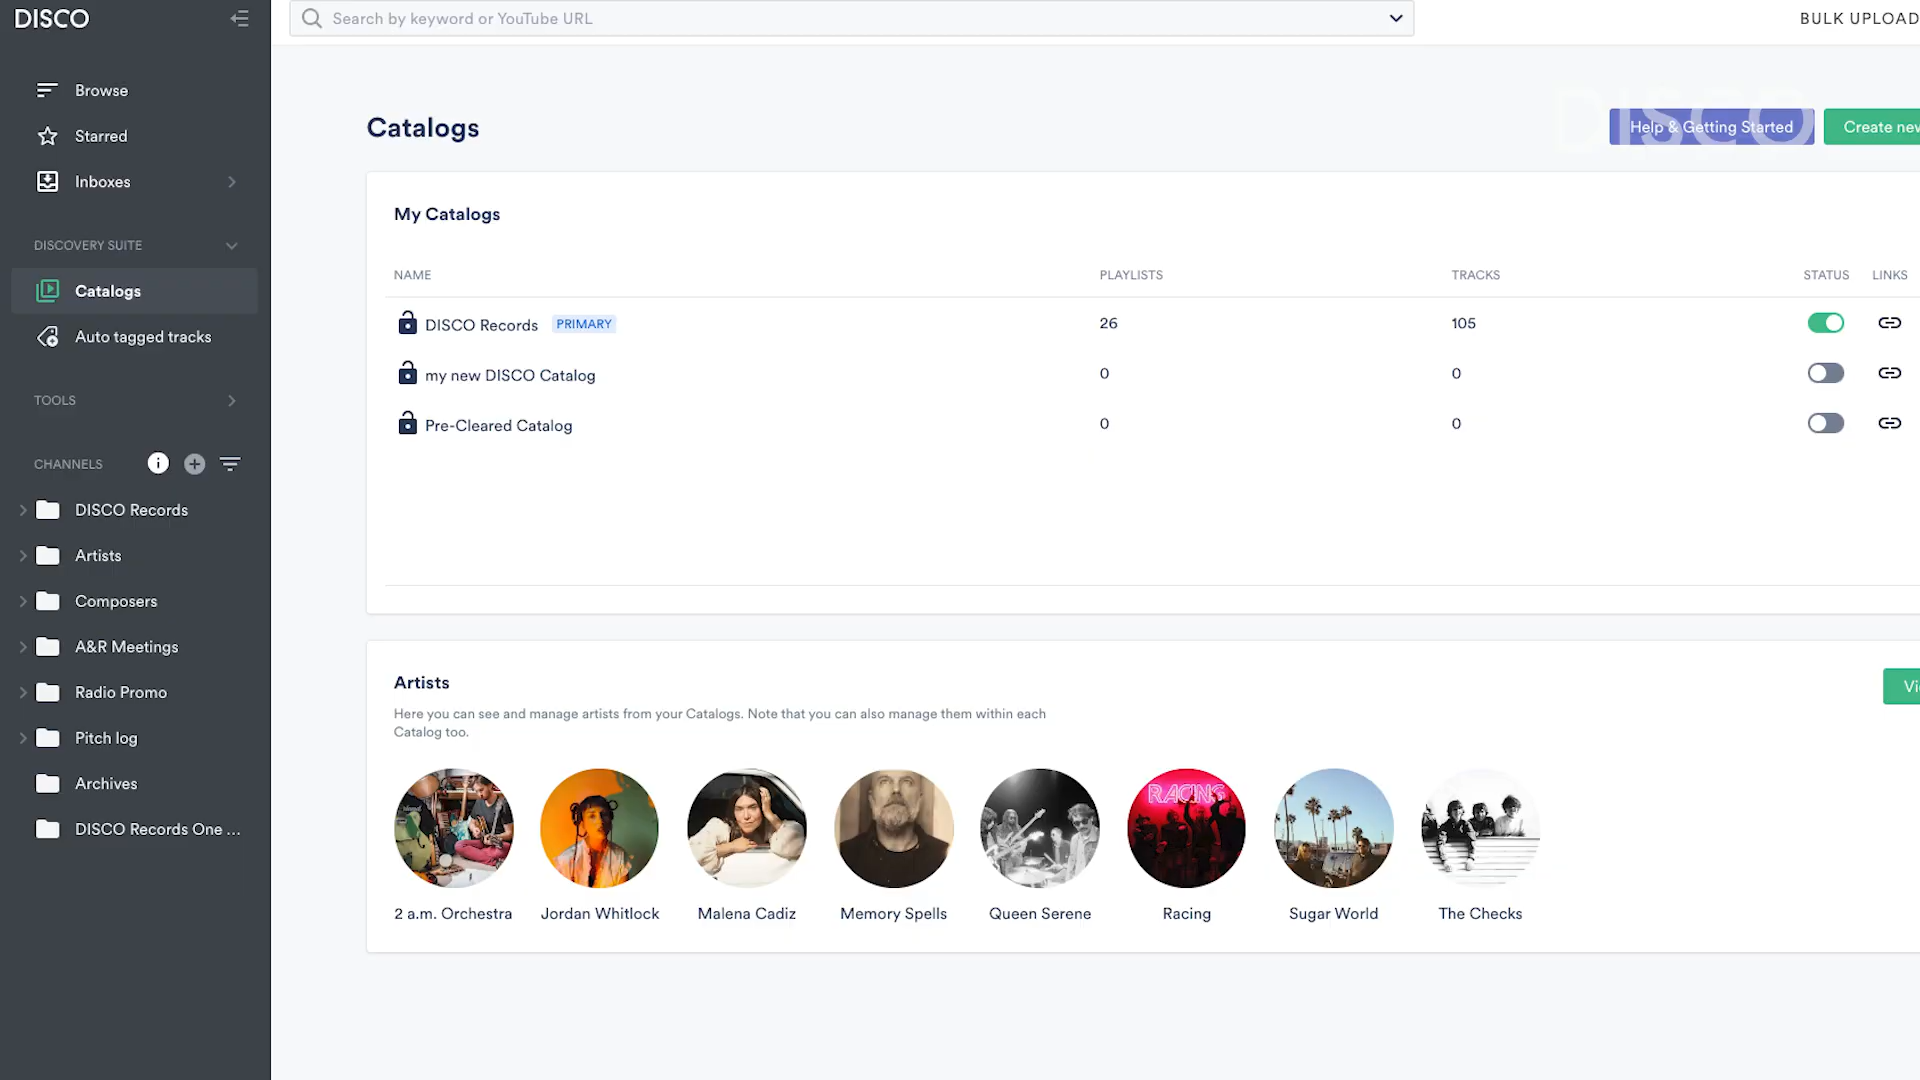 DISCO
Search by keyword or YouTube URL
BULK UPLOAD
Browse
Starred
Inboxes
DISCOVERY SUITE
Catalogs
Auto tagged tracks
TOOLS
CHANNELS
DISCO Records
Artists
Composers
A&R Meetings
Radio Promo
Pitch log
Archives
DISCO Records One ...
Catalogs
DISCO
Help & Getting Started
Create new
My Catalogs
NAME PLAYLISTS TRACKS STATUS LINKS
DISCO Records PRIMARY 26 105
my new DISCO Catalog 0 0
Pre-Cleared Catalog 0 0
Artists
Here you can see and manage artists from your Catalogs. Note that you can also manage them within each
Catalog too.
RACING
2 a.m. Orchestra
Jordan Whitlock
Malena Cadiz
Memory Spells
Queen Serene
Racing
Sugar World
The Checks